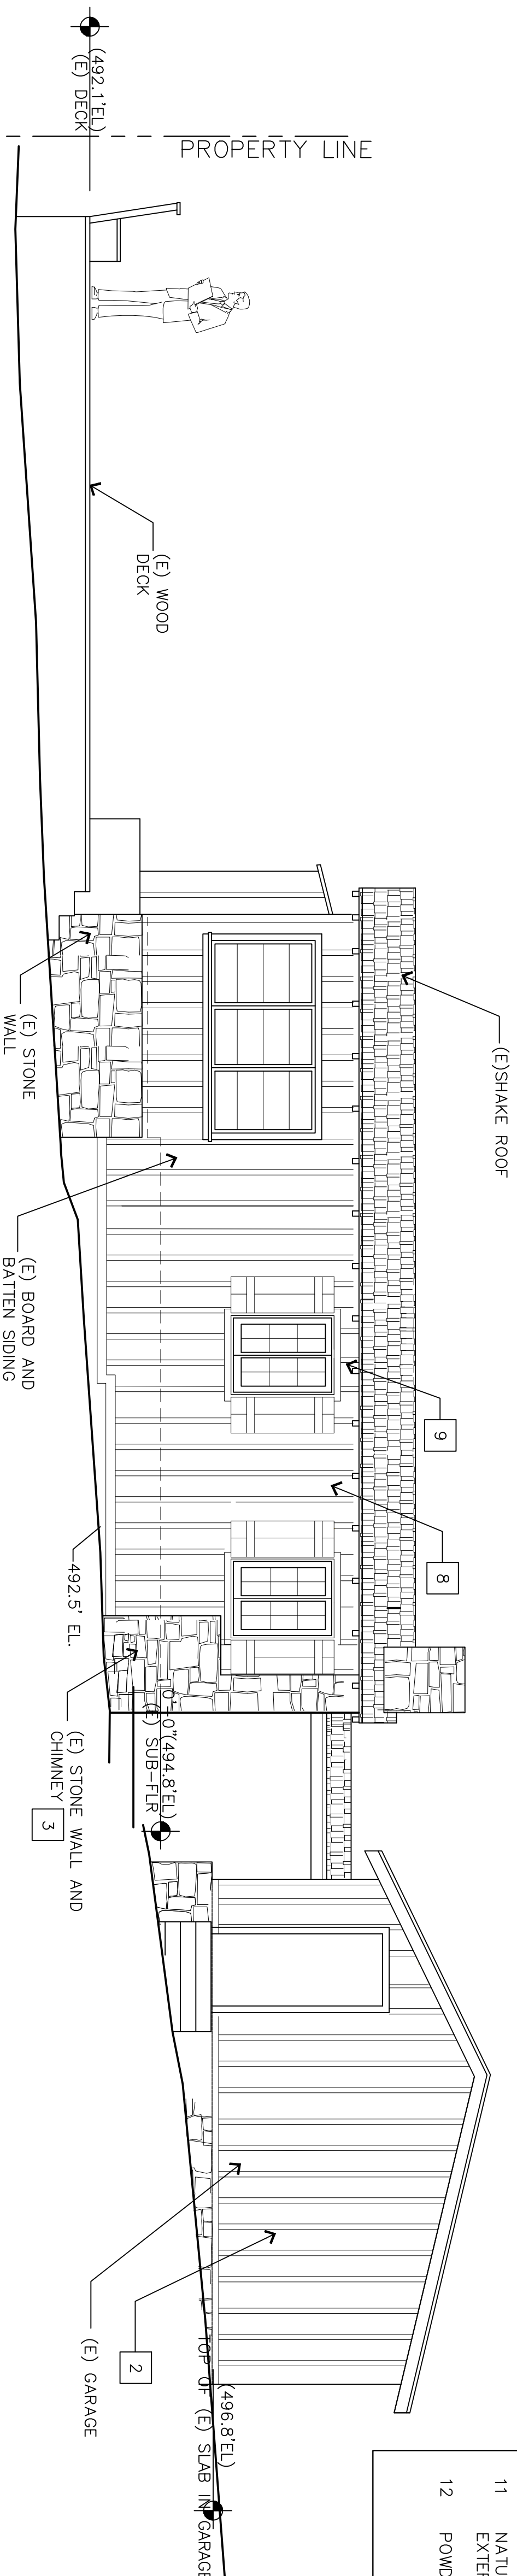 (492.1'EL)
(E) DECK
PROPERTY LINE
(E) WOOD
DECK
(E)SHAKE ROOF
(E) STONE
WALL
(E) BOARD AND
BATTEN SIDING
9
8
492.5' EL.
(E) STONE WALL AND
CHIMNEY 3
0'-0"(494.8'EL)
(E) SUB-FLR
2
(E) GARAGE
(496.8'EL)
TOP OF (E) SLAB IN GARAGE
11
12